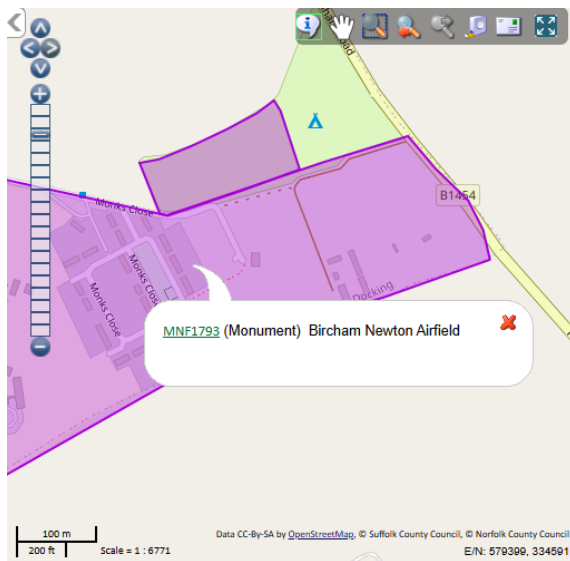 Road
B1454
Monks Close
Monks Close
Monks Close
Docking
MNF1793 (Monument) Bircham Newton Airfield
100 m
200 ft
Scale = 1 : 6771
Data CC-By-SA by OpenStreetMap, © Suffolk County Council, © Norfolk County Council
E/N: 579399, 334591